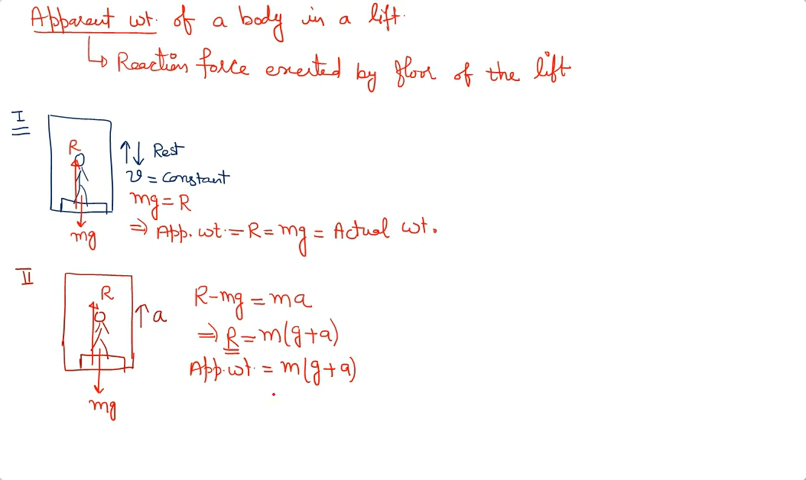 Apparent wt. of a body in a lift.
↳ Reaction force exerted by floor of the lift
I
R
↑↓ Rest
v = Constant
mg = R
mg
⇒ App. wt. = R = mg = Actual wt.
II
R
↑ a
R - mg = ma
⇒ R = m(g+a)
App. wt. = m(g+a)
mg